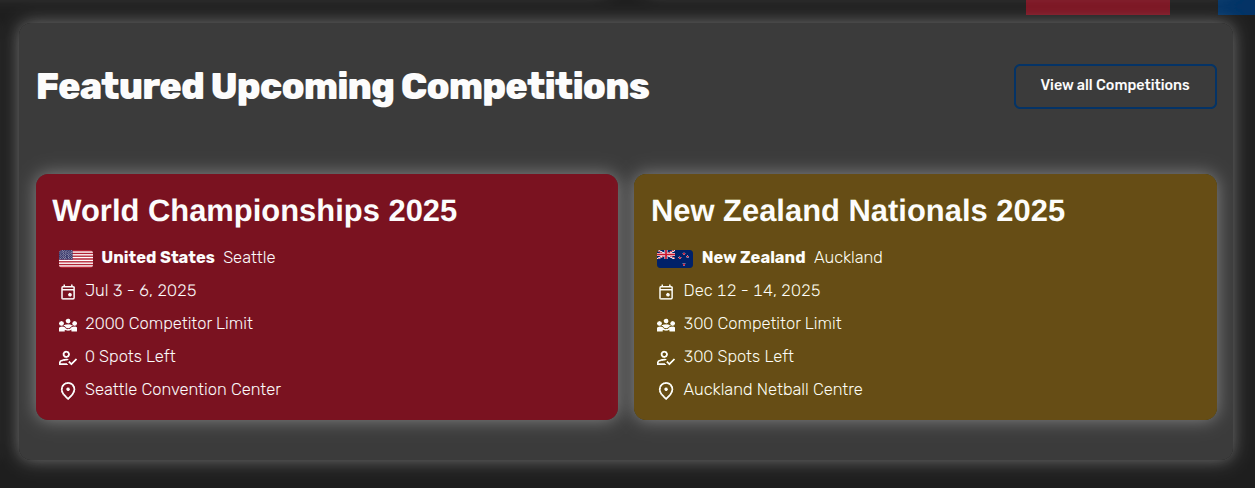 Featured Upcoming Competitions
View all Competitions
World Championships 2025
United States Seattle
Jul 3 - 6, 2025
2000 Competitor Limit
0 Spots Left
Seattle Convention Center
New Zealand Nationals 2025
New Zealand Auckland
Dec 12 - 14, 2025
300 Competitor Limit
300 Spots Left
Auckland Netball Centre